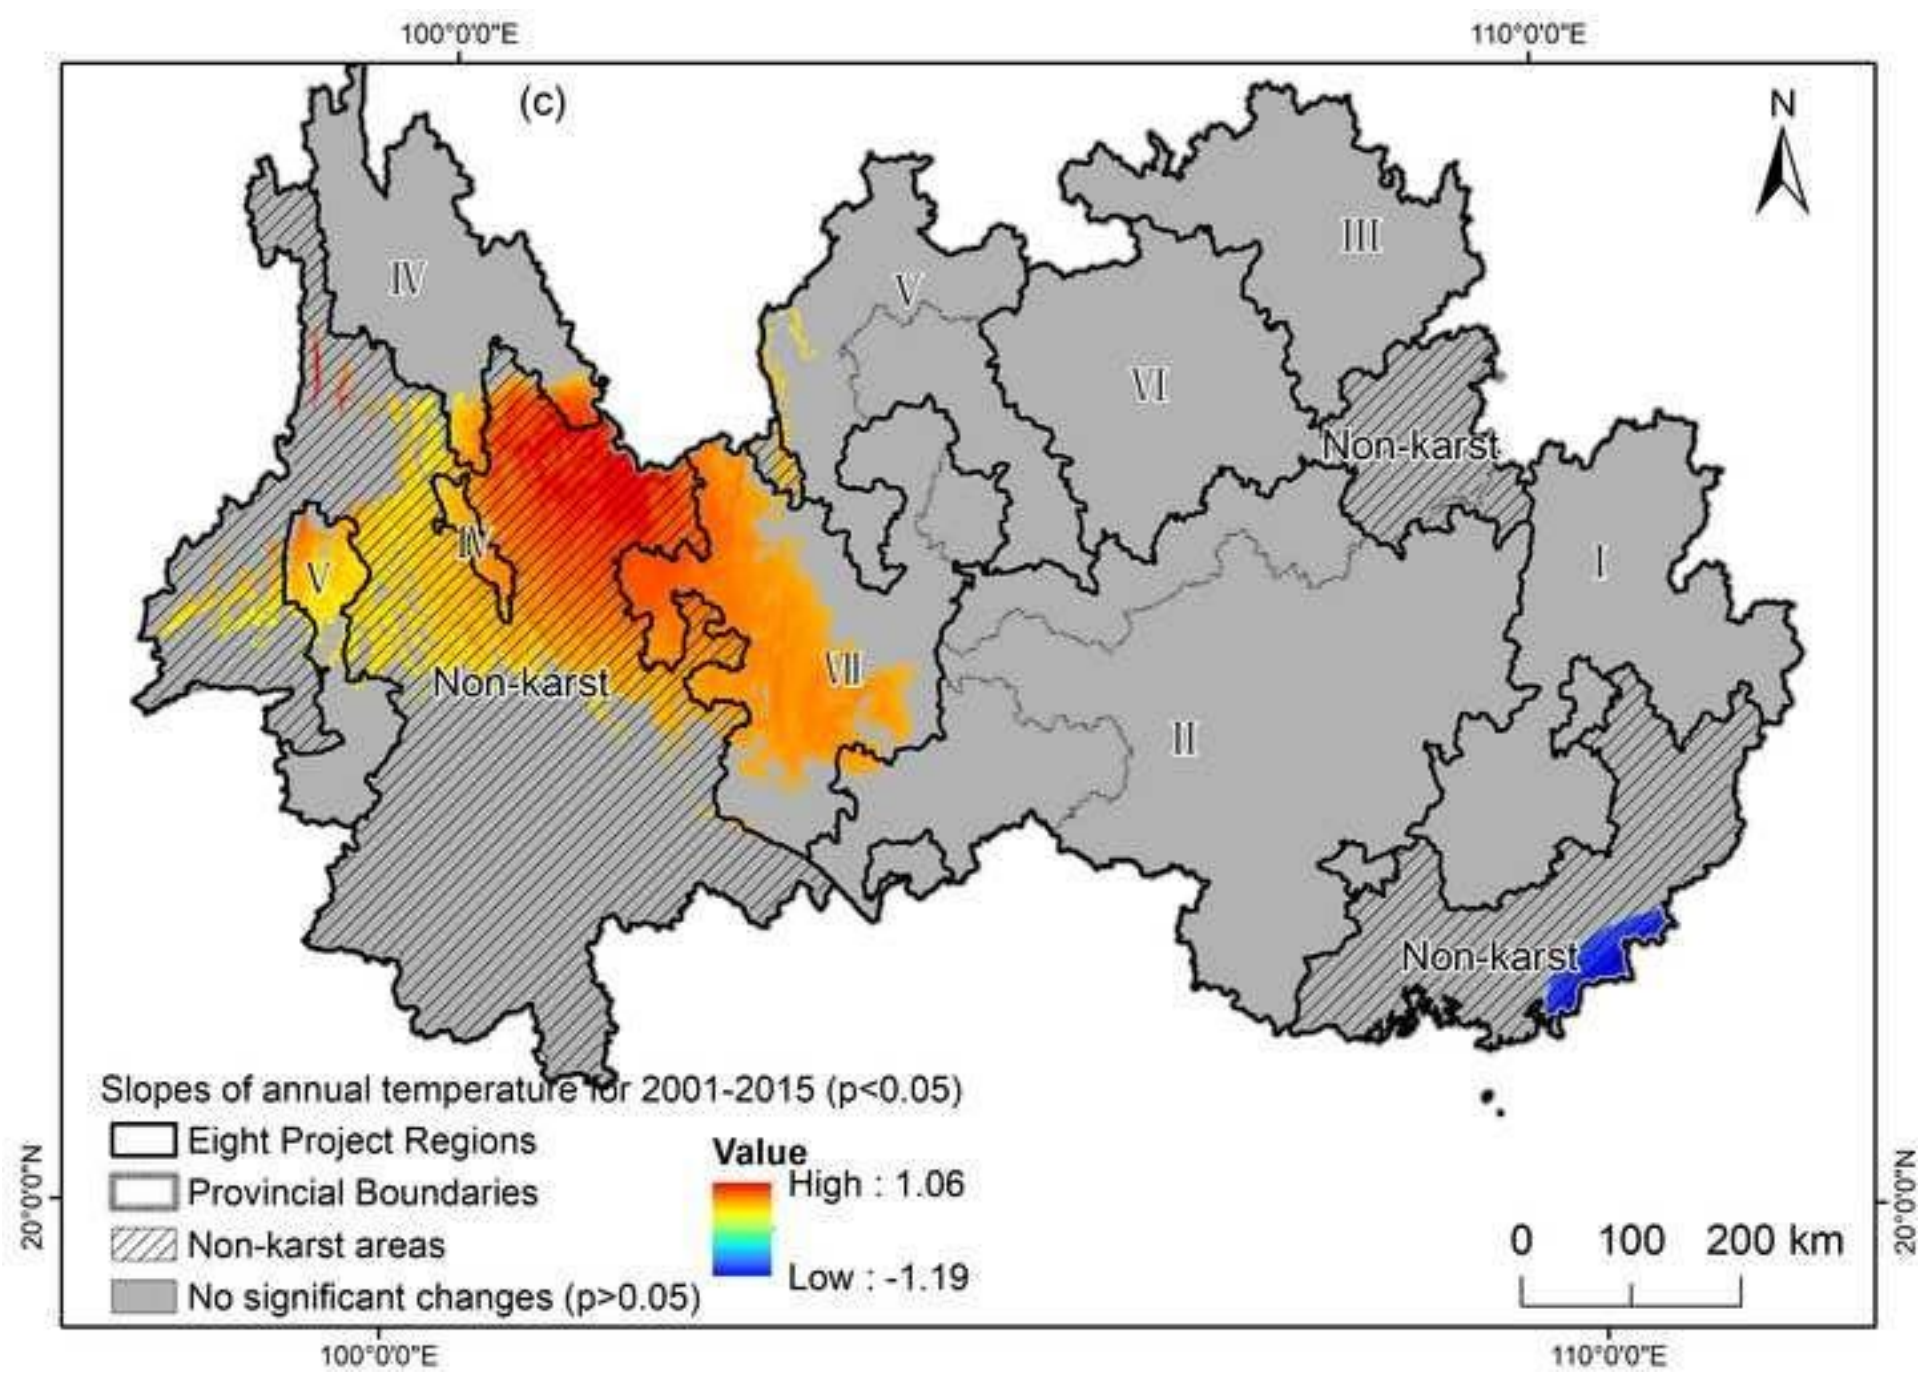 100°0'0"E
110°0'0"E
(c)
N
III
IV
V
VI
Non-karst
IV
V
I
VII
Non-karst
II
Non-karst
Slopes of annual temperature for 2001-2015 (p<0.05)
Eight Project Regions
Provincial Boundaries
Non-karst areas
No significant changes (p>0.05)
Value
High : 1.06
Low : -1.19
0 100 200 km
20°0'0"N
20°0'0"N
100°0'0"E
110°0'0"E